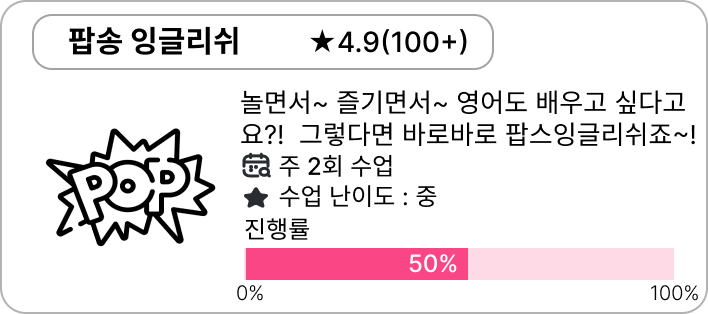 팝송 잉글리쉬 ★4.9(100+)
놀면서~ 즐기면서~ 영어도 배우고 싶다고
요?! 그렇다면 바로바로 팝스잉글리쉬죠~!
POP
주 2회 수업
수업 난이도 : 중
진행률
50%
0% 100%